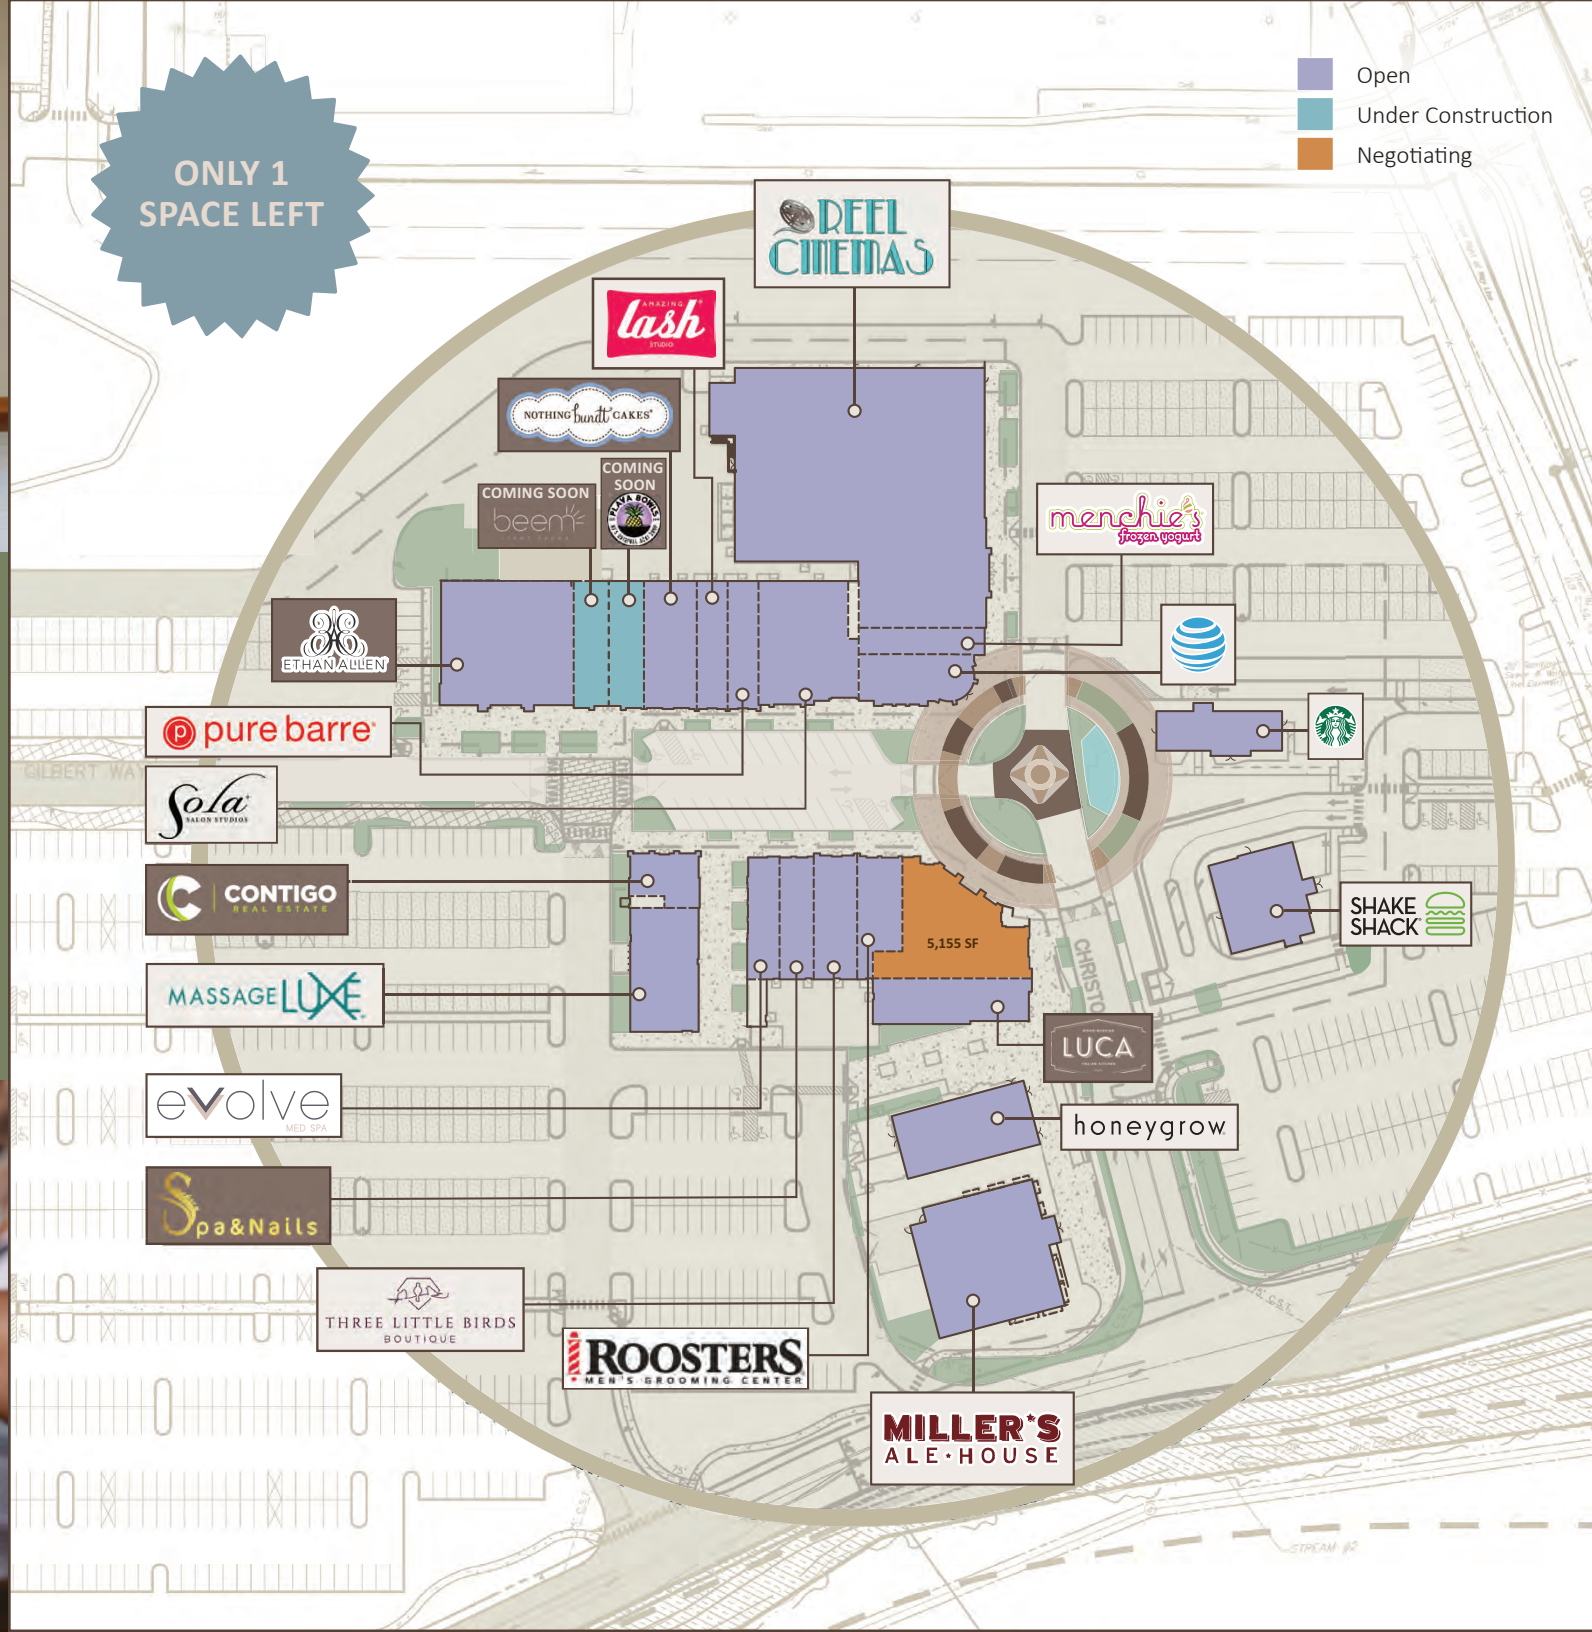 Open
Under Construction
Negotiating
ONLY 1
SPACE LEFT
REEL
CINEMAS
AMAZING
lash
STUDIO
NOTHING bundt CAKES
COMING SOON
beem
COMING
SOON
PLAYA BOWLS
menchie's
frozen yogurt
ETHAN ALLEN
pure barre
GILBERT WAY
Sola
SALON STUDIOS
CONTIGO
REAL ESTATE
SHAKE
SHACK
5,155 SF
CHRISTO
MASSAGE LUXE
LUCA
evolve
MED SPA
honeygrow
Spa&Nails
THREE LITTLE BIRDS
BOUTIQUE
ROOSTERS
MEN'S GROOMING CENTER
MILLER'S
ALE HOUSE
STREAM #2